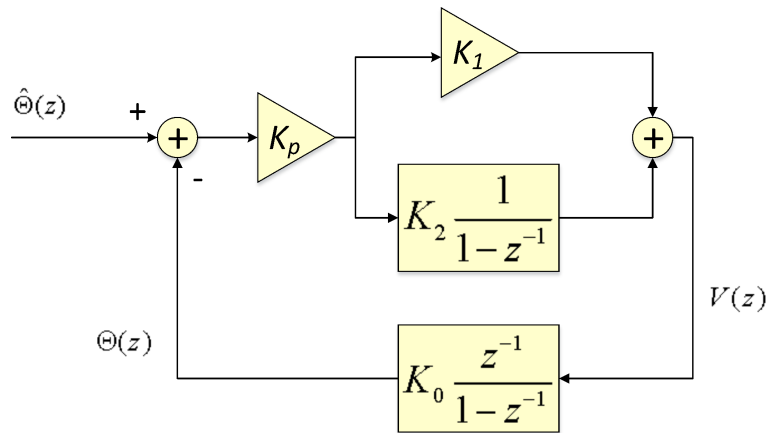 K₁
Θ̂(z)
+
+
Kₚ
+
-
K₂ 1/(1 − z⁻¹)
V(z)
Θ(z)
K₀ z⁻¹/(1 − z⁻¹)